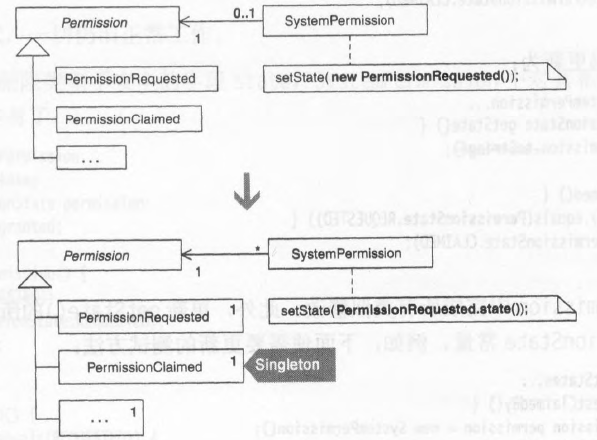 Permission
0..1
SystemPermission
PermissionRequested
setState( new PermissionRequested());
PermissionClaimed
...
Permission
1
*
SystemPermission
PermissionRequested 1
setState( PermissionRequested.state());
PermissionClaimed 1
Singleton
... 1